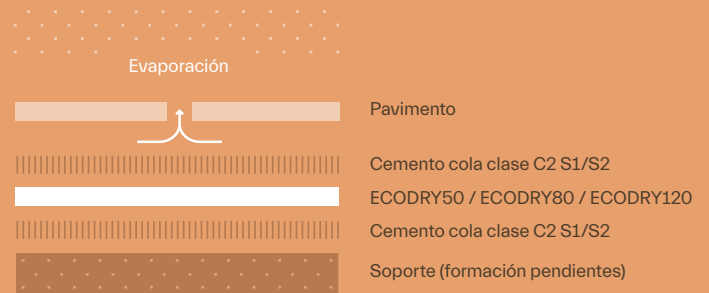 Evaporación
Pavimento
Cemento cola clase C2 S1/S2
ECODRY50 / ECODRY80 / ECODRY120
Cemento cola clase C2 S1/S2
Soporte (formación pendientes)